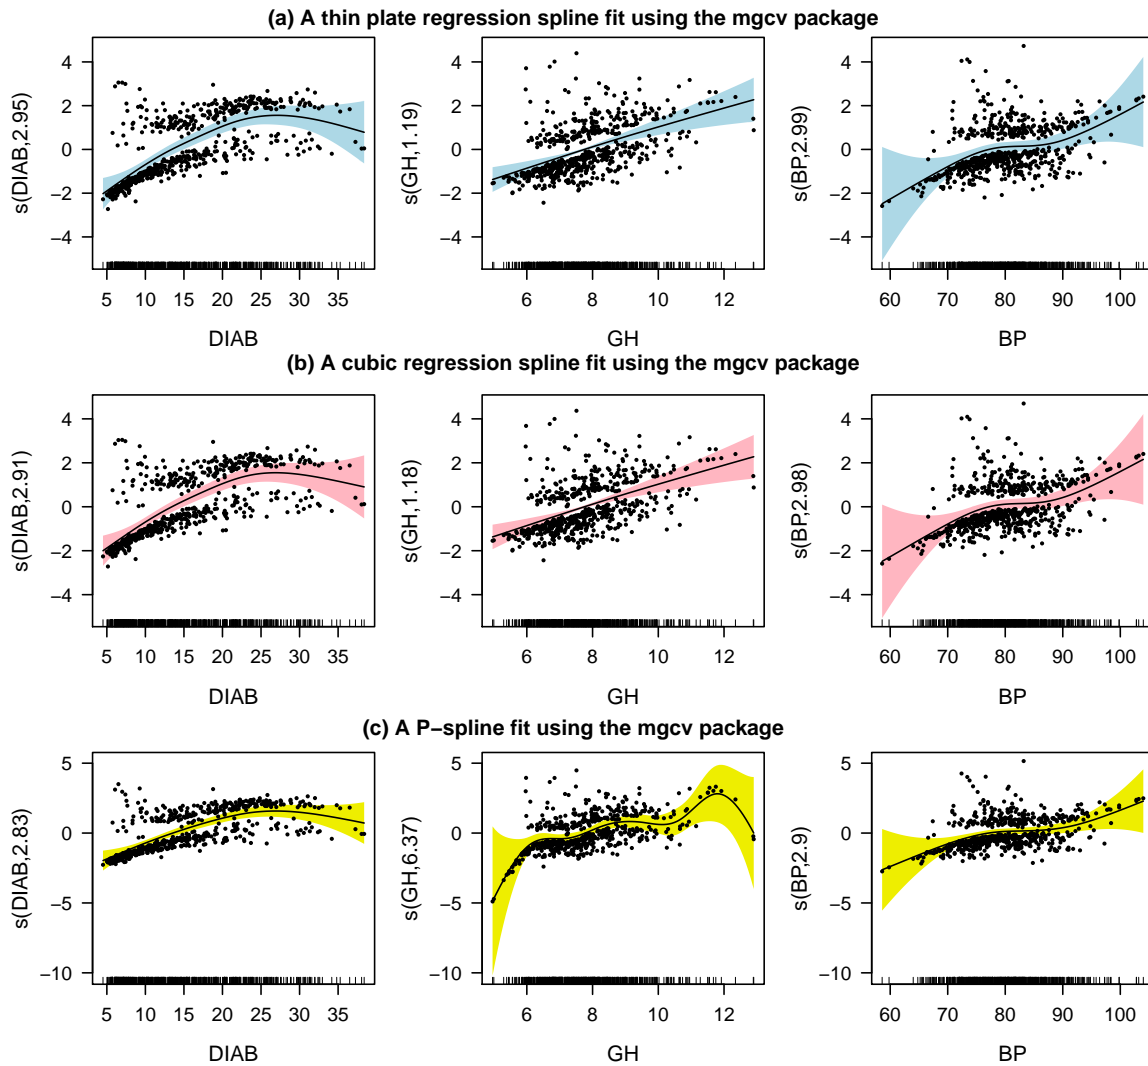 (a) A thin plate regression spline fit using the mgcv package
s(DIAB,2.95)
4
2
0
−2
−4
5 10 15 20 25 30 35
DIAB
s(GH,1.19)
4
2
0
−2
−4
6 8 10 12
GH
s(BP,2.99)
4
2
0
−2
−4
60 70 80 90 100
BP
(b) A cubic regression spline fit using the mgcv package
s(DIAB,2.91)
4
2
0
−2
−4
5 10 15 20 25 30 35
DIAB
s(GH,1.18)
4
2
0
−2
−4
6 8 10 12
GH
s(BP,2.98)
4
2
0
−2
−4
60 70 80 90 100
BP
(c) A P−spline fit using the mgcv package
s(DIAB,2.83)
5
0
−5
−10
5 10 15 20 25 30 35
DIAB
s(GH,6.37)
5
0
−5
−10
6 8 10 12
GH
s(BP,2.9)
5
0
−5
−10
60 70 80 90 100
BP